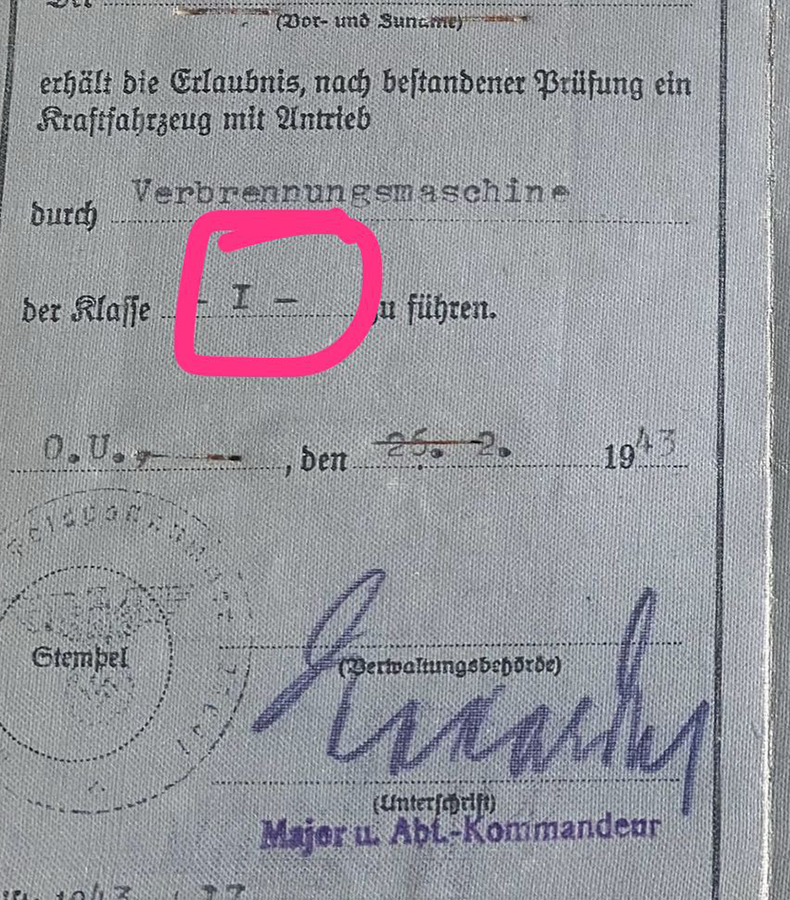 (Vor- und Zuname)
erhält die Erlaubnis, nach bestandener Prüfung ein
Kraftfahrzeug mit Antrieb
durch Verbrennungsmaschine
der Klasse - I - zu führen.
O.U., den 26. 2. 1943
Stempel
(Verwaltungsbehörde)
(Unterschrift)
Major u. Abt.-Kommandeur